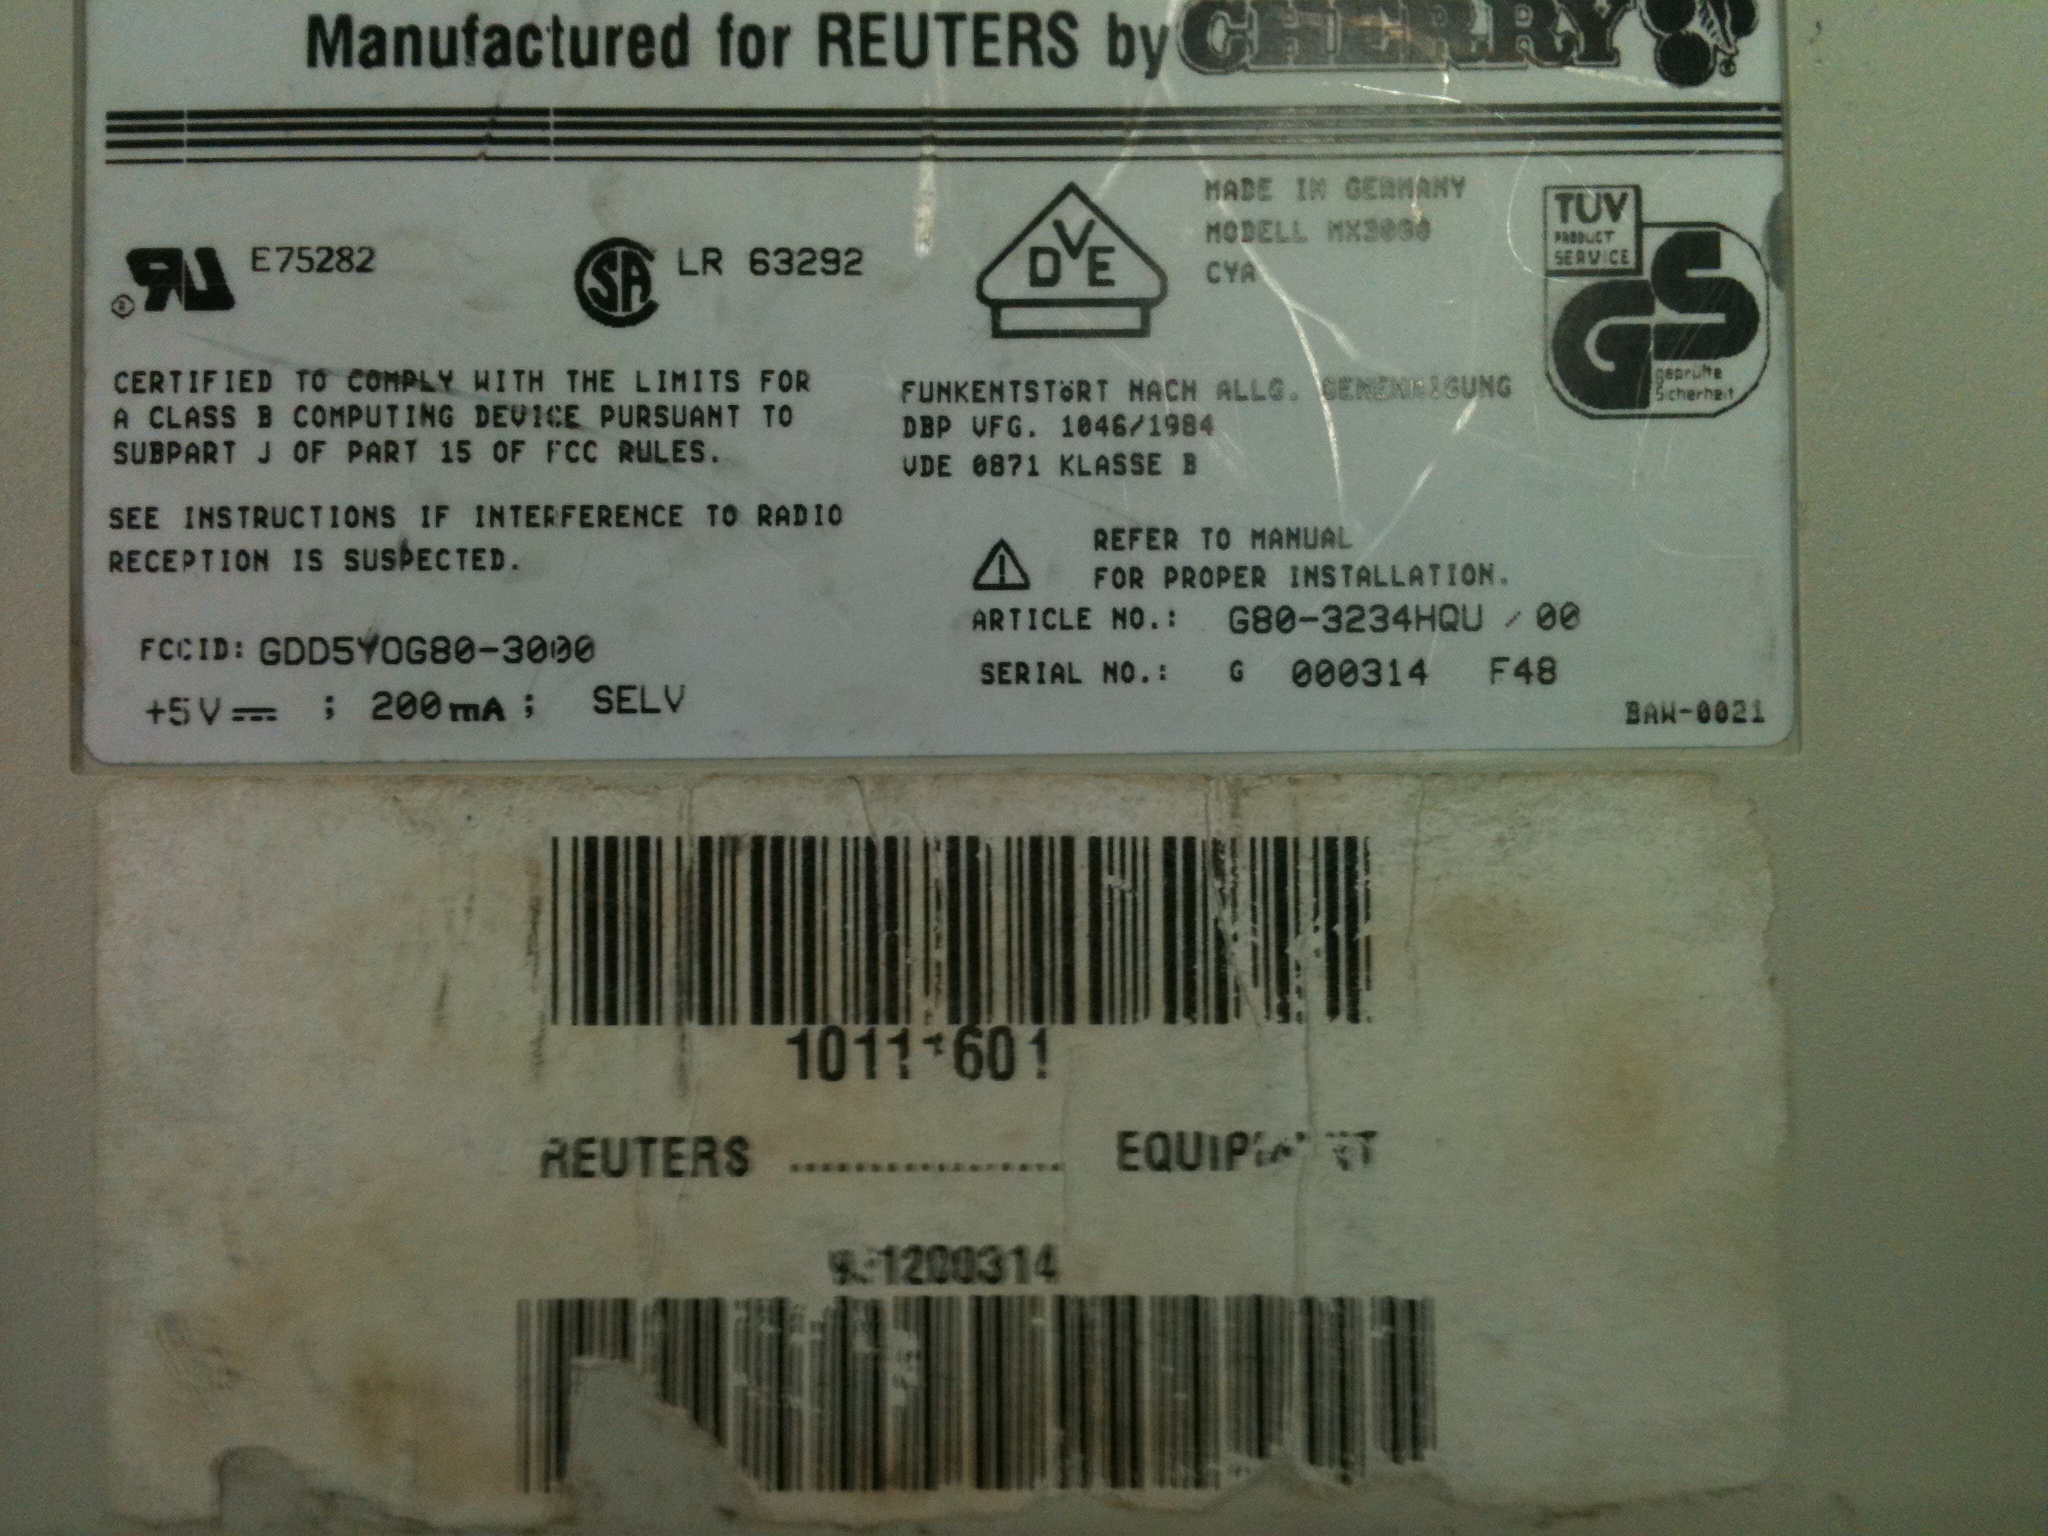 Manufactured for REUTERS by CHERRY
E75282
SA LR 63292
DVE
MADE IN GERMANY
MODELL MX3000
CYA
TÜV
PRODUCT
SERVICE
GS
geprüfte
Sicherheit
CERTIFIED TO COMPLY WITH THE LIMITS FOR
A CLASS B COMPUTING DEVICE PURSUANT TO
SUBPART J OF PART 15 OF FCC RULES.
SEE INSTRUCTIONS IF INTERFERENCE TO RADIO
RECEPTION IS SUSPECTED.
FCCID: GDD5YOG80-3000
+5V ; 200mA ; SELV
FUNKENTSTÖRT NACH ALLG. GENEHMIGUNG
DBP VFG. 1046/1984
VDE 0871 KLASSE B
REFER TO MANUAL
FOR PROPER INSTALLATION.
ARTICLE NO.: G80-3234HQU / 00
SERIAL NO.: G 000314 F48
BAW-0021
REUTERS ................. EQUIPMENT